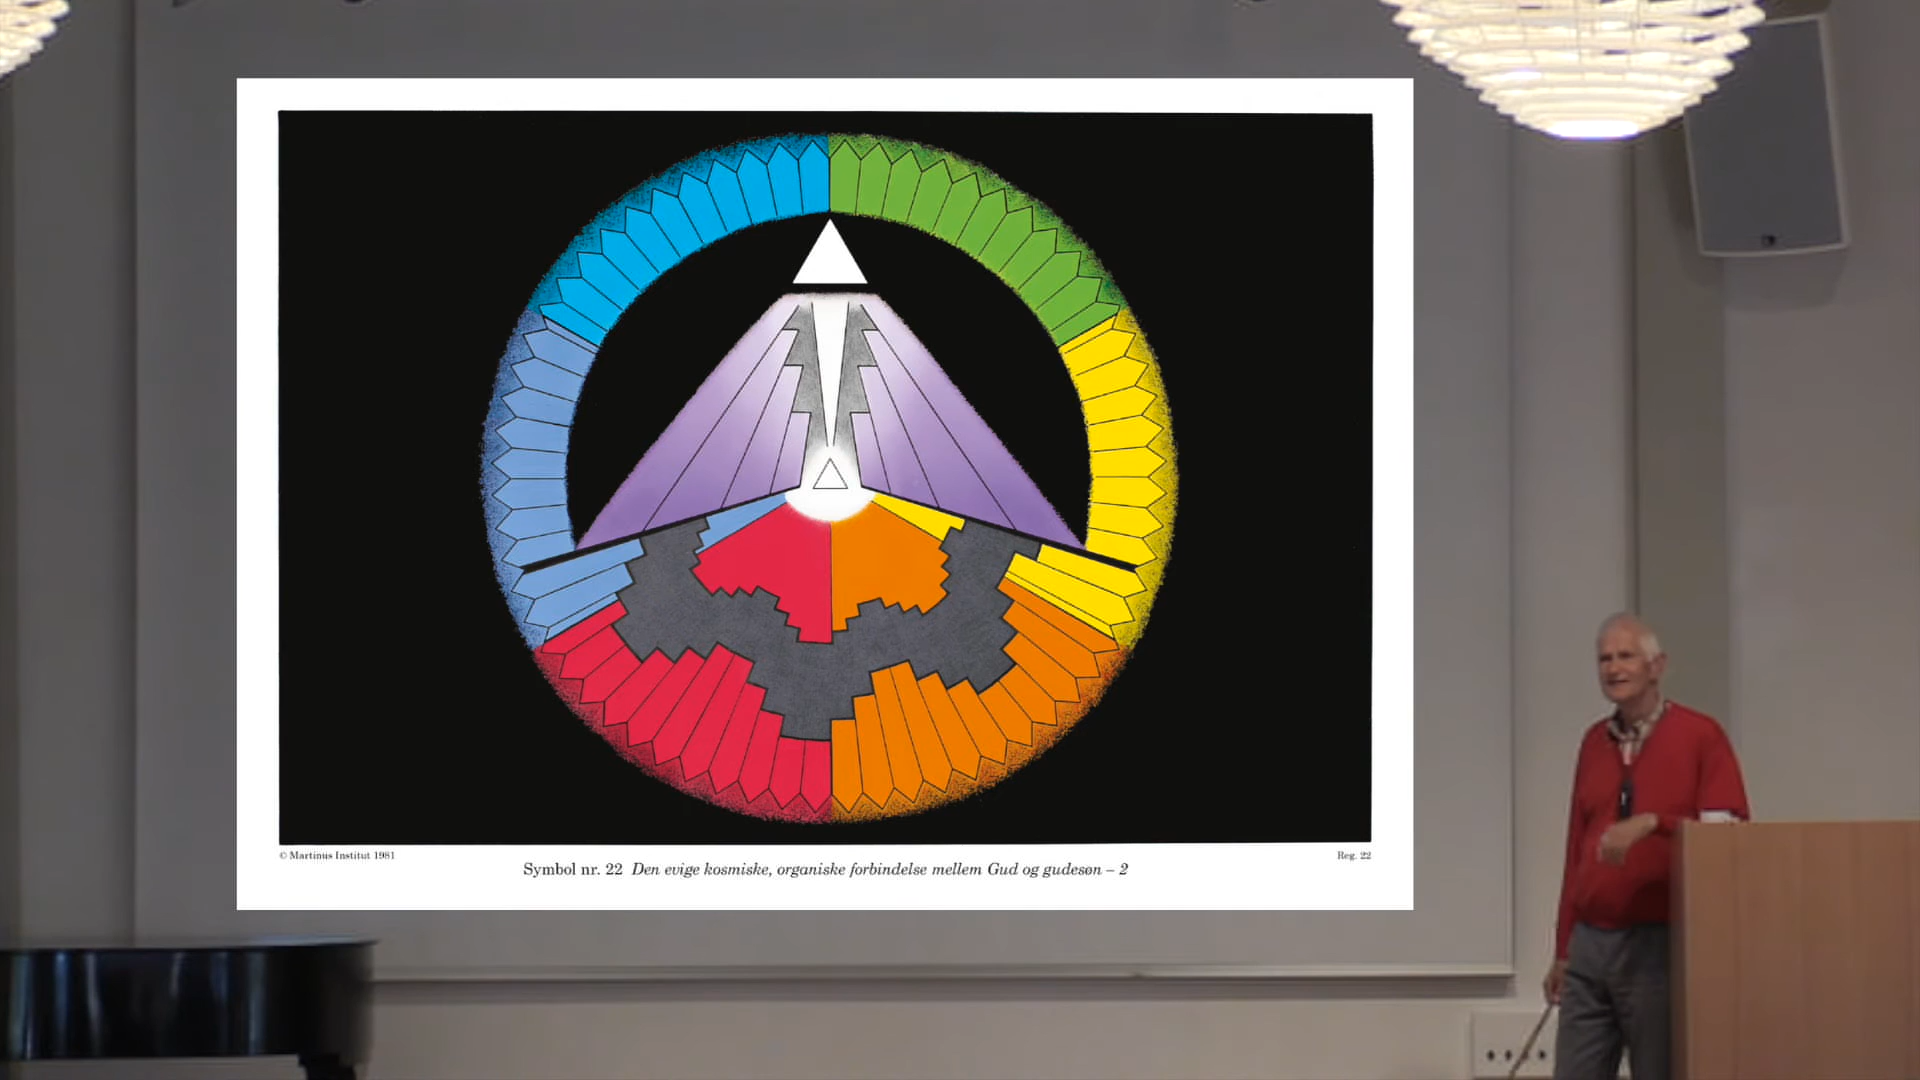 © Martinus Institut 1981
Reg. 22
Symbol nr. 22 Den evige kosmiske, organiske forbindelse mellem Gud og gudesøn – 2